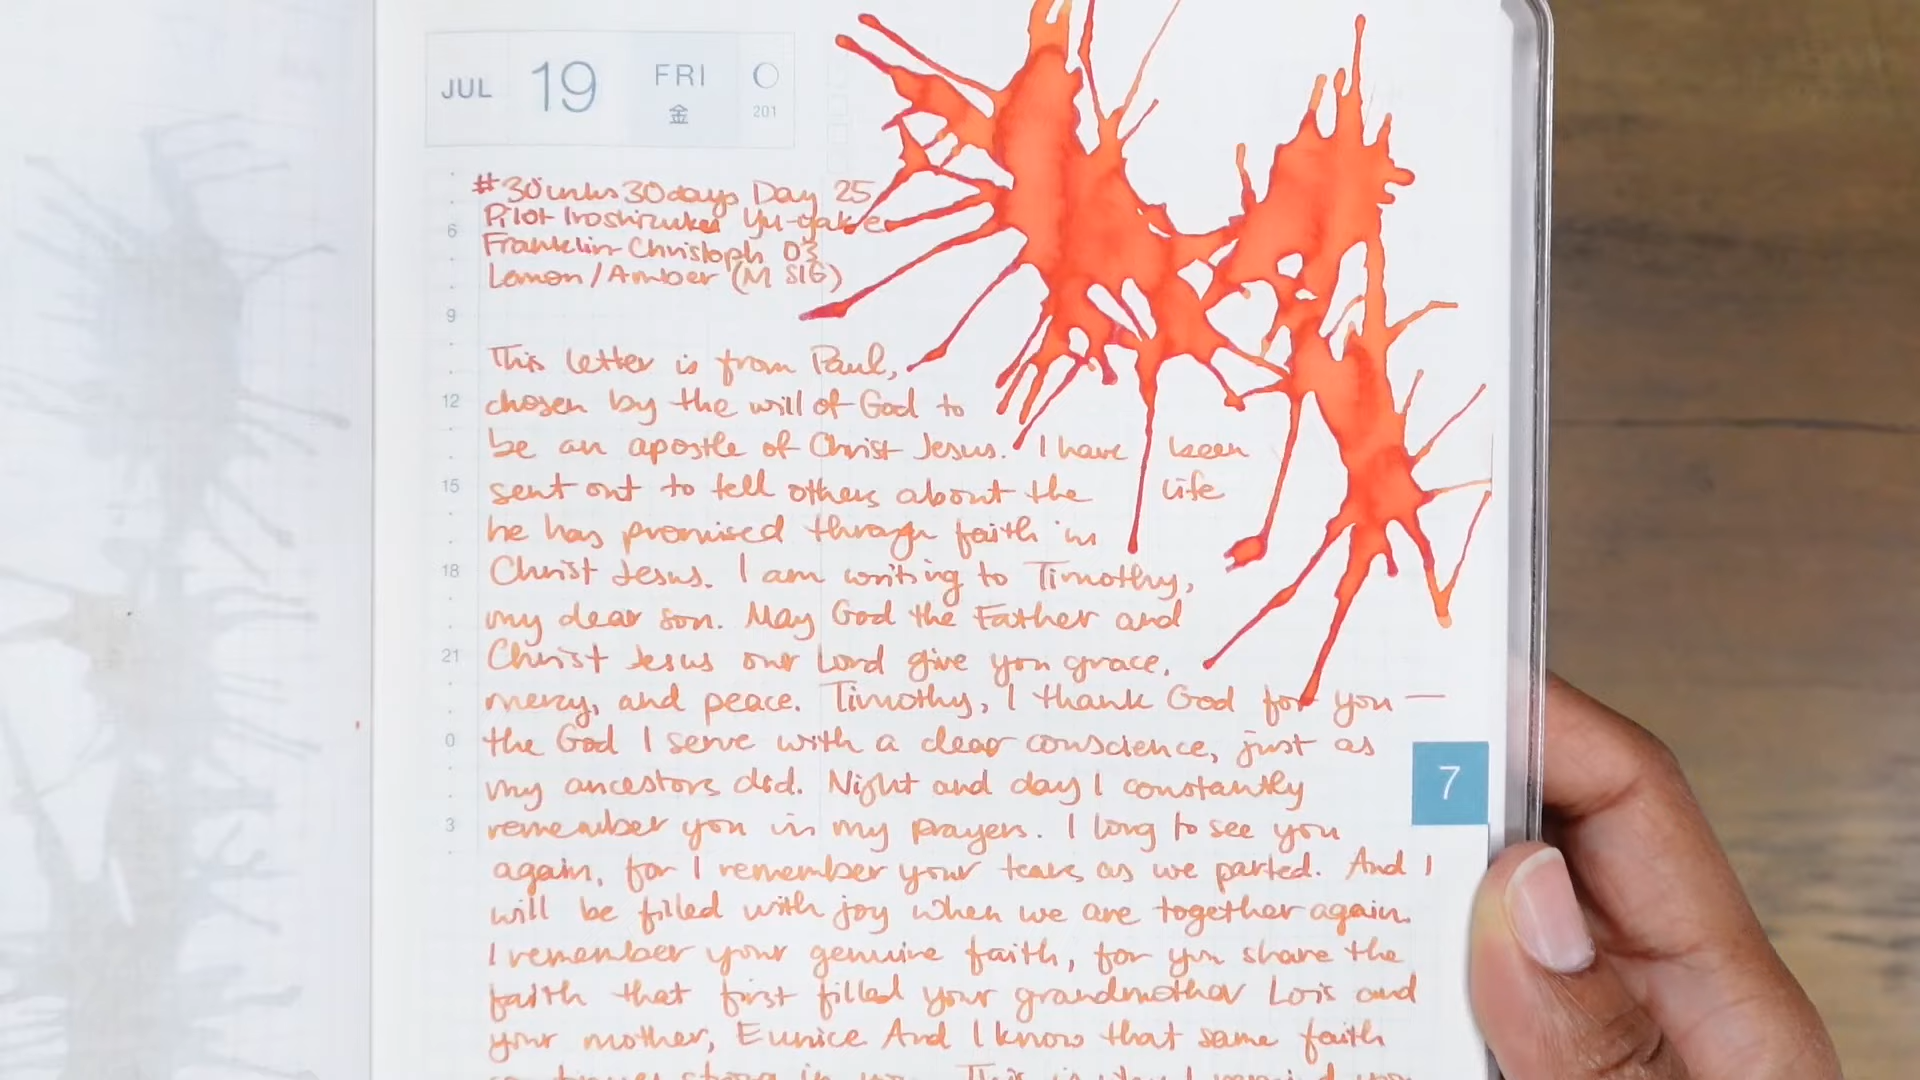 JUL 19 FRI
金 201
#30inks30days Day 25
Pilot Iroshizuku Yu-yake
Franklin-Christoph 03
Lemon/Amber (M SIG)
6
9
This letter is from Paul,
12 chosen by the will of God to
be an apostle of Christ Jesus. I have been
15 sent out to tell others about the life
he has promised through faith in
18 Christ Jesus. I am writing to Timothy,
my dear son. May God the Father and
21 Christ Jesus our Lord give you grace,
mercy, and peace. Timothy, I thank God for you —
0 the God I serve with a clear conscience, just as
7
my ancestors did. Night and day I constantly
3 remember you in my prayers. I long to see you
again, for I remember your tears as we parted. And I
will be filled with joy when we are together again.
I remember your genuine faith, for you share the
faith that first filled your grandmother Lois and
your mother, Eunice. And I know that same faith